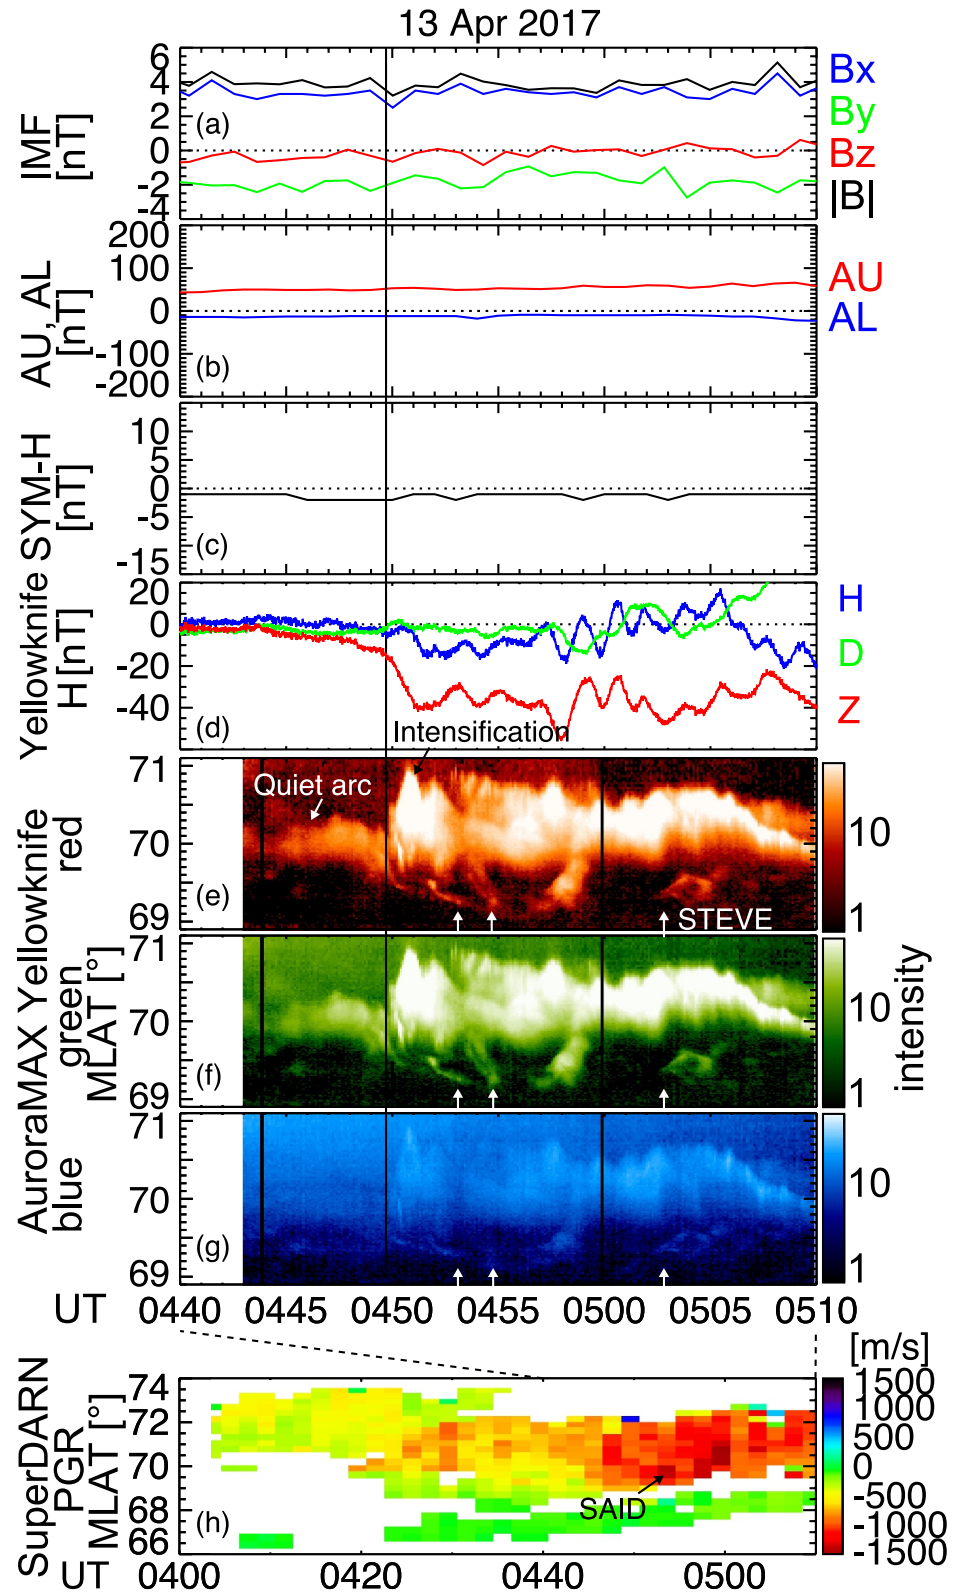 13 Apr 2017
IMF
[nT]
6
4
2
0
-2
-4
(a)
Bx
By
Bz
|B|
AU, AL
[nT]
200
100
0
-100
-200
(b)
AU
AL
SYM-H
[nT]
10
5
0
-5
-15
(c)
Yellowknife
H[nT]
20
0
-20
-40
(d)
H
D
Z
Intensification
Quiet arc
AuroraMAX Yellowknife
red
71
70
69
(e)
STEVE
10
1
green
MLAT [°]
71
70
69
(f)
10
1
intensity
blue
71
70
69
(g)
10
1
UT 0440 0445 0450 0455 0500 0505 0510
SuperDARN
PGR
MLAT [°]
74
72
70
68
66
(h)
SAID
[m/s]
1500
1000
500
0
-500
-1000
-1500
UT 0400 0420 0440 0500